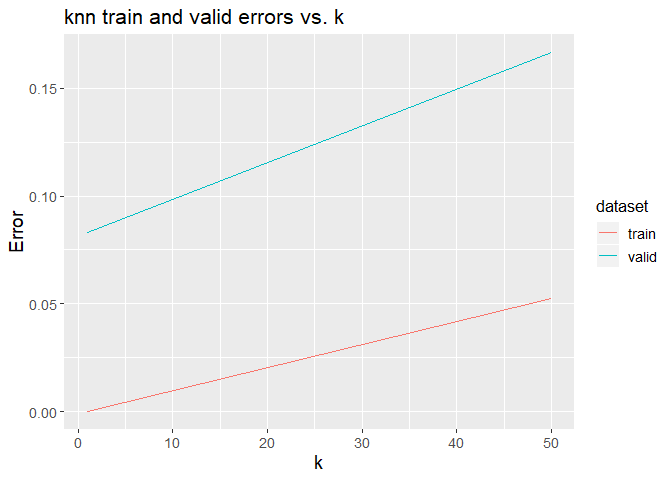 knn train and valid errors vs. k
Error
0.15
0.10
0.05
0.00
0 10 20 30 40 50
k
dataset
train
valid